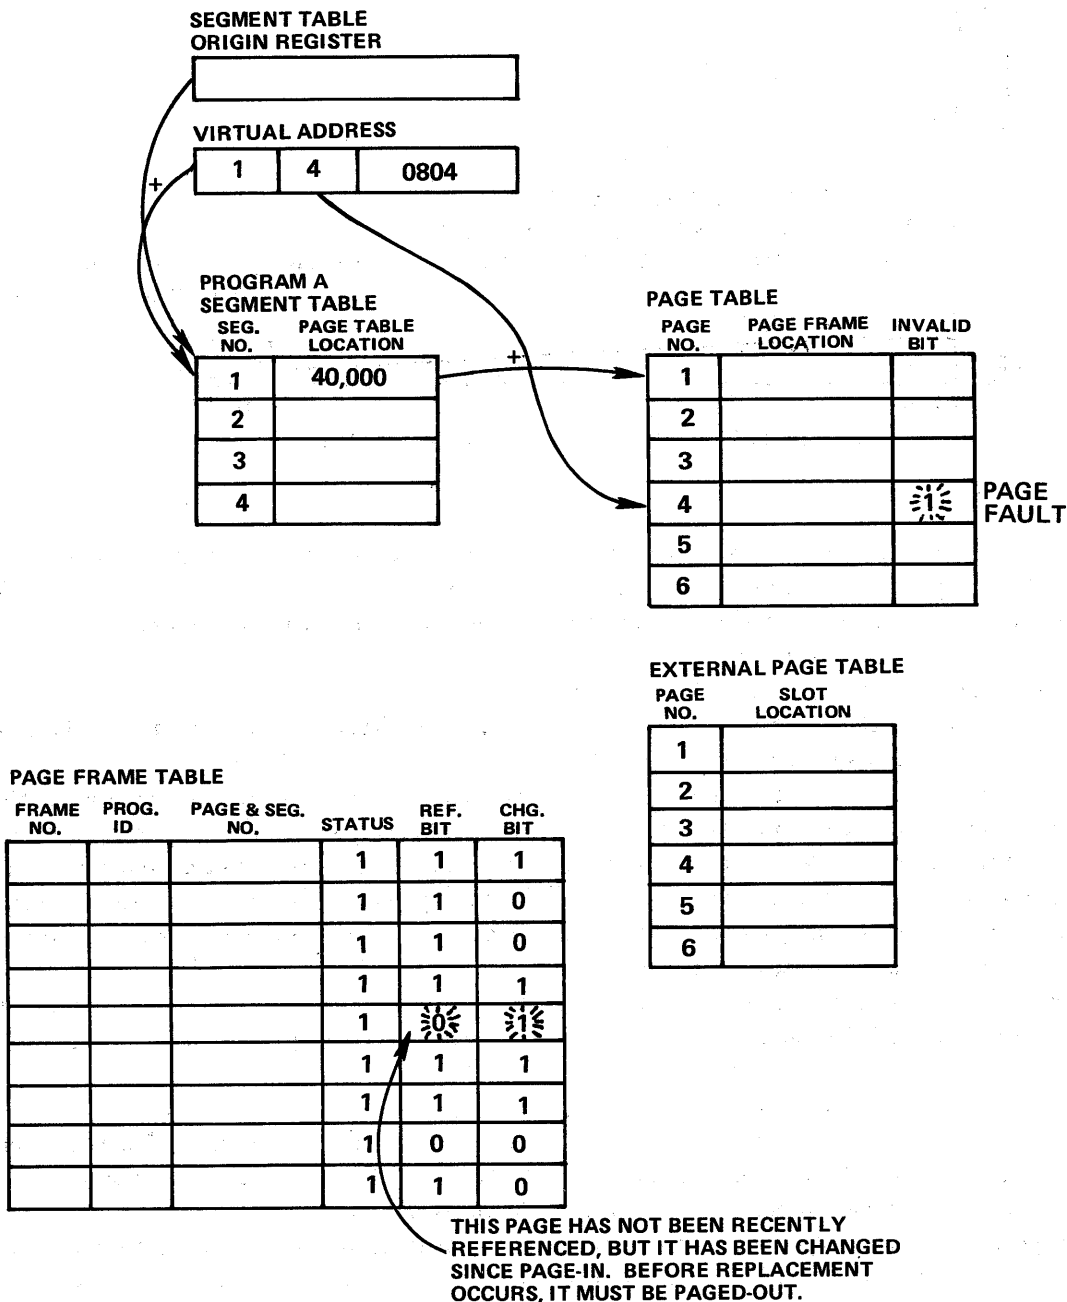 SEGMENT TABLE
ORIGIN REGISTER
VIRTUAL ADDRESS
1 4 0804
+
PROGRAM A
SEGMENT TABLE
SEG. NO. PAGE TABLE LOCATION
1 40,000
2
3
4
+
PAGE TABLE
PAGE NO. PAGE FRAME LOCATION INVALID BIT
1
2
3
4 1 PAGE FAULT
5
6
EXTERNAL PAGE TABLE
PAGE NO. SLOT LOCATION
1
2
3
4
5
6
PAGE FRAME TABLE
FRAME NO. PROG. ID PAGE & SEG. NO. STATUS REF. BIT CHG. BIT
1 1 1
1 1 0
1 1 0
1 1 1
1 0 1
1 1 1
1 1 1
1 0 0
1 1 0
THIS PAGE HAS NOT BEEN RECENTLY
REFERENCED, BUT IT HAS BEEN CHANGED
SINCE PAGE-IN. BEFORE REPLACEMENT
OCCURS, IT MUST BE PAGED-OUT.